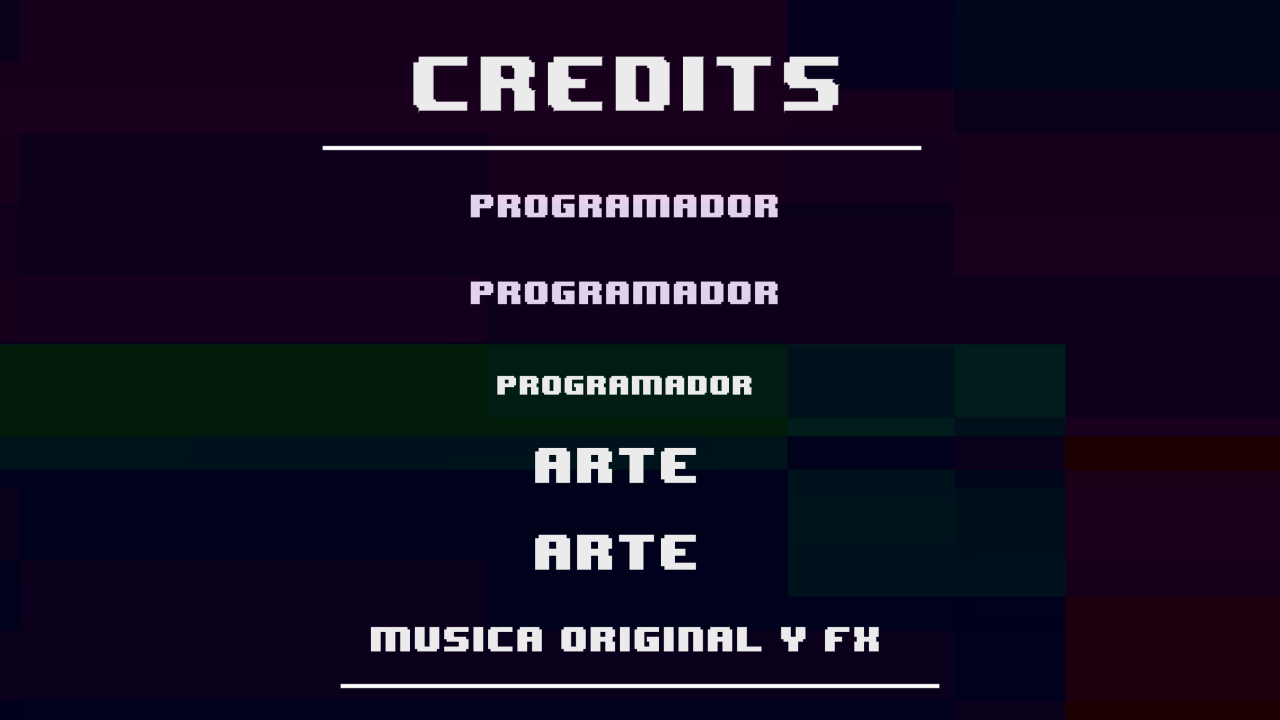 CREDITS
PROGRAMADOR
PROGRAMADOR
PROGRAMADOR
ARTE
ARTE
MUSICA ORIGINAL Y FX